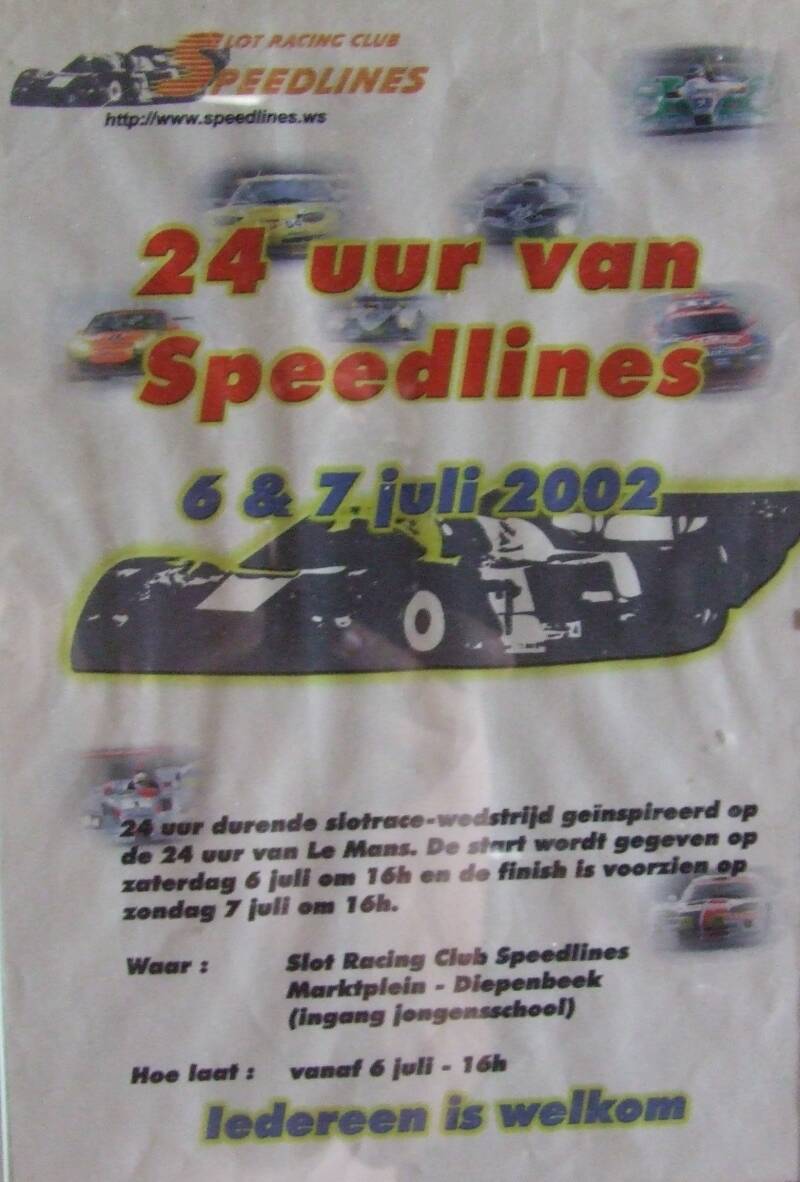 SLOT RACING CLUB
SPEEDLINES
http://www.speedlines.ws
24 uur van
Speedlines
6 & 7 juli 2002
24 uur durende slotrace-wedstrijd geïnspireerd op
de 24 uur van Le Mans. De start wordt gegeven op
zaterdag 6 juli om 16h en de finish is voorzien op
zondag 7 juli om 16h.
Waar : Slot Racing Club Speedlines
Marktplein - Diepenbeek
(ingang jongensschool)
Hoe laat : vanaf 6 juli - 16h
Iedereen is welkom